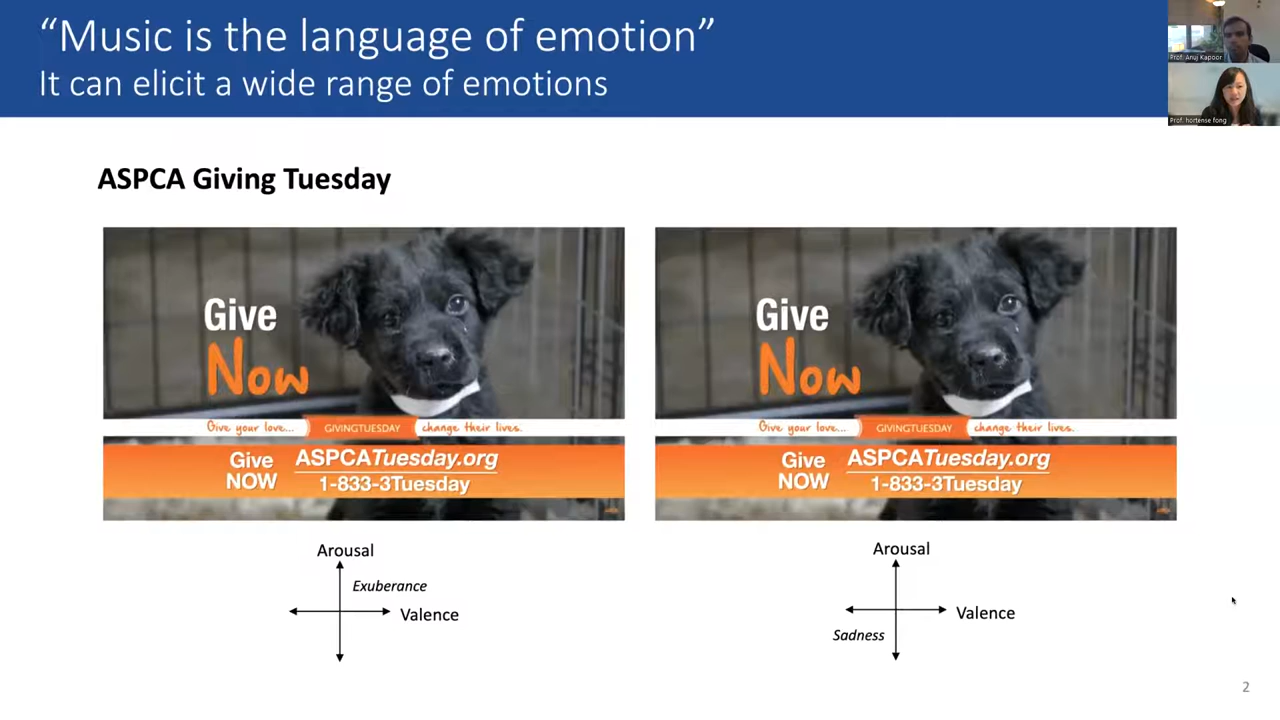 “Music is the language of emotion”
It can elicit a wide range of emotions
Prof. Anuj Kapoor
Prof. hortense fong
ASPCA Giving Tuesday
Give
Now
Give your love... GIVINGTUESDAY change their lives.
Give NOW
ASPCATuesday.org
1-833-3Tuesday
Give
Now
Give your love... GIVINGTUESDAY change their lives.
Give NOW
ASPCATuesday.org
1-833-3Tuesday
Arousal
Exuberance
Valence
Arousal
Valence
Sadness
2